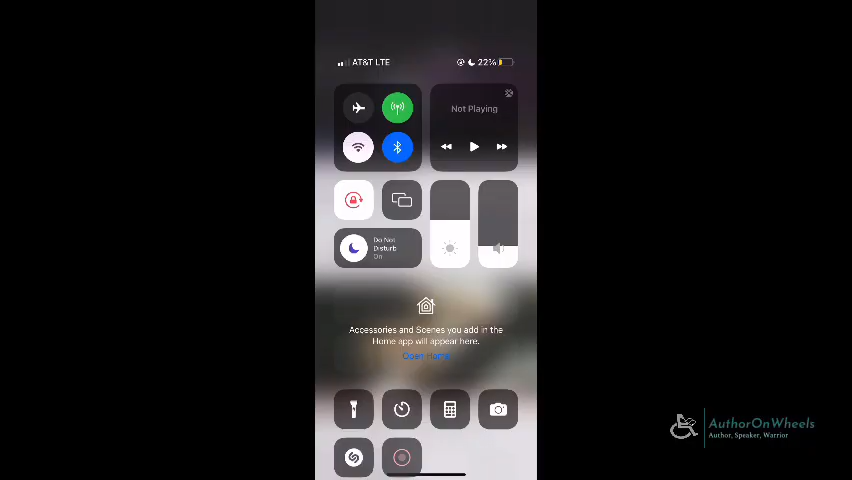 AT&T LTE
22%
Not Playing
Do Not
Disturb
On
Accessories and Scenes you add in the
Home app will appear here.
Open Home
AuthorOnWheels
Author, Speaker, Warrior